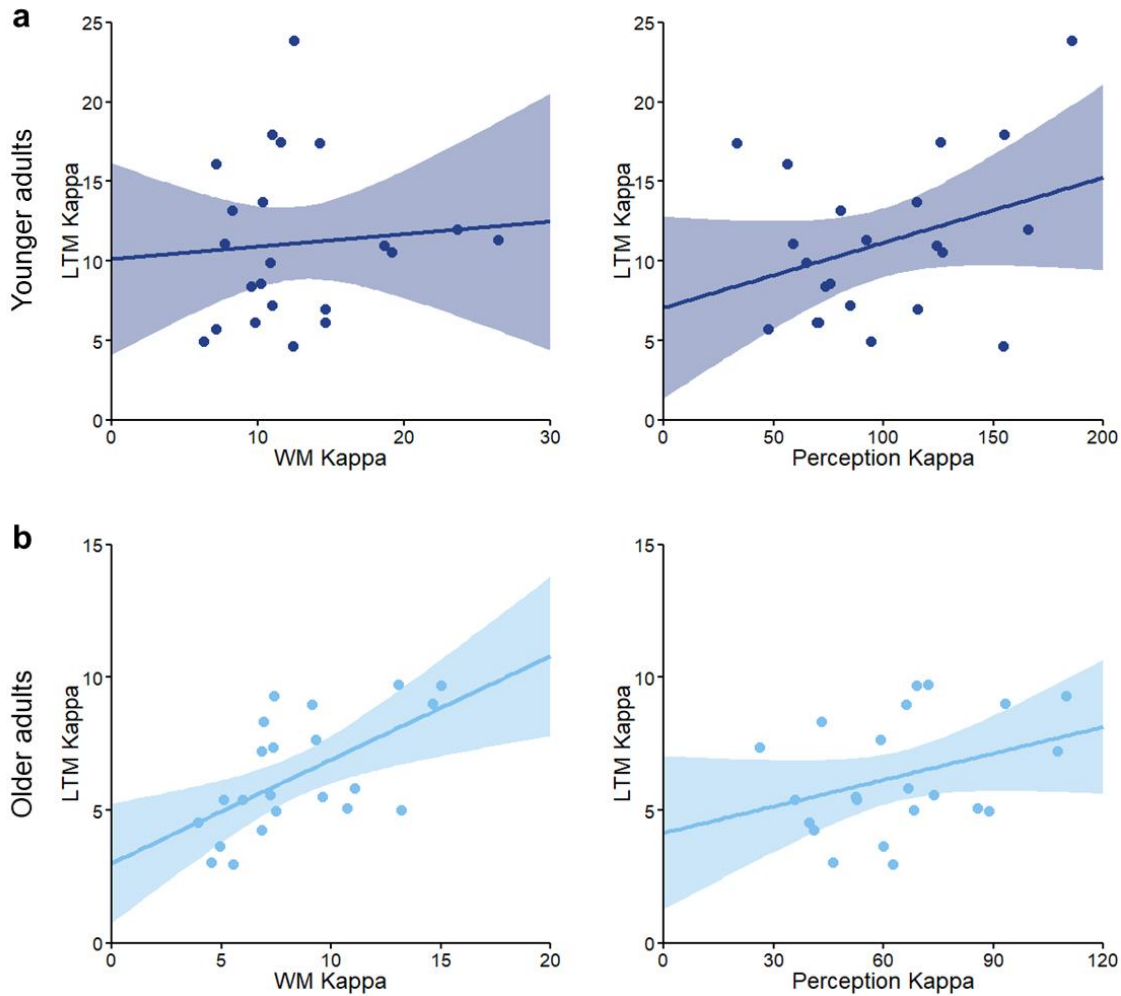 a
Younger adults
LTM Kappa
25
20
15
10
5
0
0 10 20 30
WM Kappa
LTM Kappa
25
20
15
10
5
0
0 50 100 150 200
Perception Kappa
b
Older adults
LTM Kappa
15
10
5
0
0 5 10 15 20
WM Kappa
LTM Kappa
15
10
5
0
0 30 60 90 120
Perception Kappa